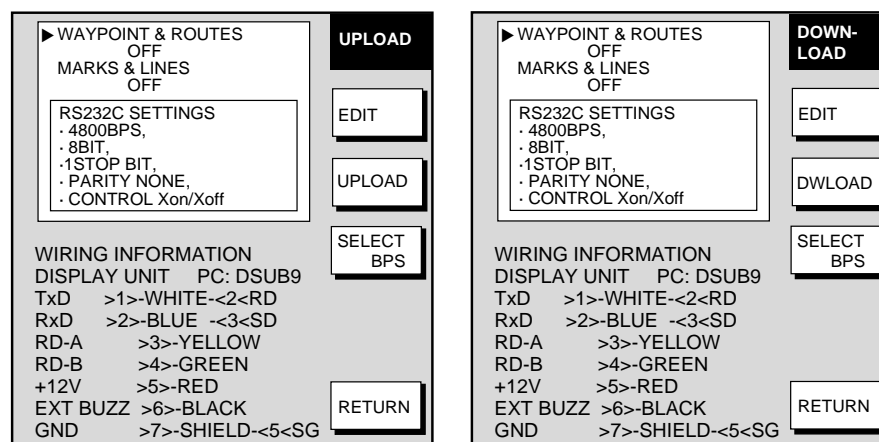 WAYPOINT & ROUTES
OFF
MARKS & LINES
OFF
RS232C SETTINGS
· 4800BPS,
· 8BIT,
·1STOP BIT,
· PARITY NONE,
· CONTROL Xon/Xoff
WIRING INFORMATION
DISPLAY UNIT PC: DSUB9
TxD >1>-WHITE-<2<RD
RxD >2>-BLUE -<3<SD
RD-A >3>-YELLOW
RD-B >4>-GREEN
+12V >5>-RED
EXT BUZZ >6>-BLACK
GND >7>-SHIELD-<5<SG
UPLOAD
EDIT
UPLOAD
SELECT
BPS
RETURN
WAYPOINT & ROUTES
OFF
MARKS & LINES
OFF
RS232C SETTINGS
· 4800BPS,
· 8BIT,
·1STOP BIT,
· PARITY NONE,
· CONTROL Xon/Xoff
WIRING INFORMATION
DISPLAY UNIT PC: DSUB9
TxD >1>-WHITE-<2<RD
RxD >2>-BLUE -<3<SD
RD-A >3>-YELLOW
RD-B >4>-GREEN
+12V >5>-RED
EXT BUZZ >6>-BLACK
GND >7>-SHIELD-<5<SG
DOWN-
LOAD
EDIT
DWLOAD
SELECT
BPS
RETURN